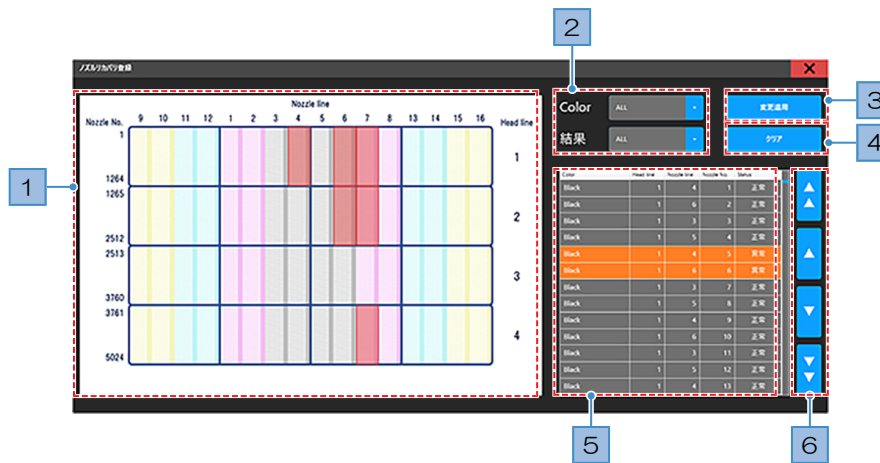 2
ノズルリカバリ登録
Nozzle line
Color ALL 変更適用 3
Nozzle No. 9 10 11 12 1 2 3 4 5 6 7 8 13 14 15 16 Head line
1
結果 ALL クリア 4
1264 1
1265
2512 2
2513
3760 3
3761
5024 4
1
Color Head line Nozzle line Nozzle No. Status
Black 1 4 1 正常
Black 1 6 2 正常
Black 1 3 3 正常
Black 1 5 4 正常
Black 1 4 5 異常
Black 1 6 6 異常
Black 1 3 7 正常
Black 1 5 8 正常
Black 1 4 9 正常
Black 1 6 10 正常
Black 1 3 11 正常
Black 1 5 12 正常
Black 1 4 13 正常
5 6